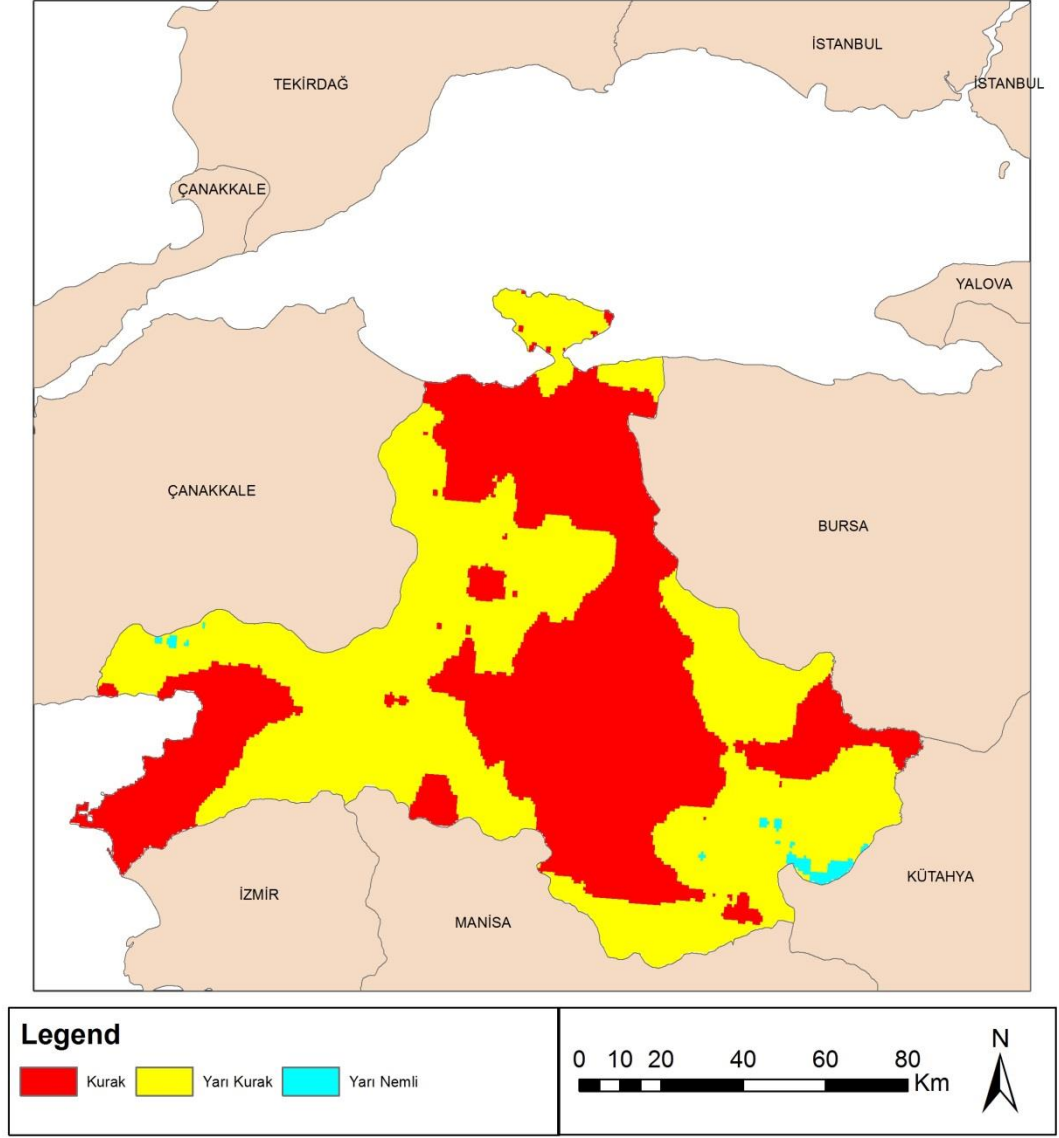 İSTANBUL
TEKİRDAĞ
İSTANBUL
ÇANAKKALE
YALOVA
ÇANAKKALE
BURSA
KÜTAHYA
İZMİR
MANİSA
Legend
Kurak
Yarı Kurak
Yarı Nemli
0 10 20 40 60 80
Km
N